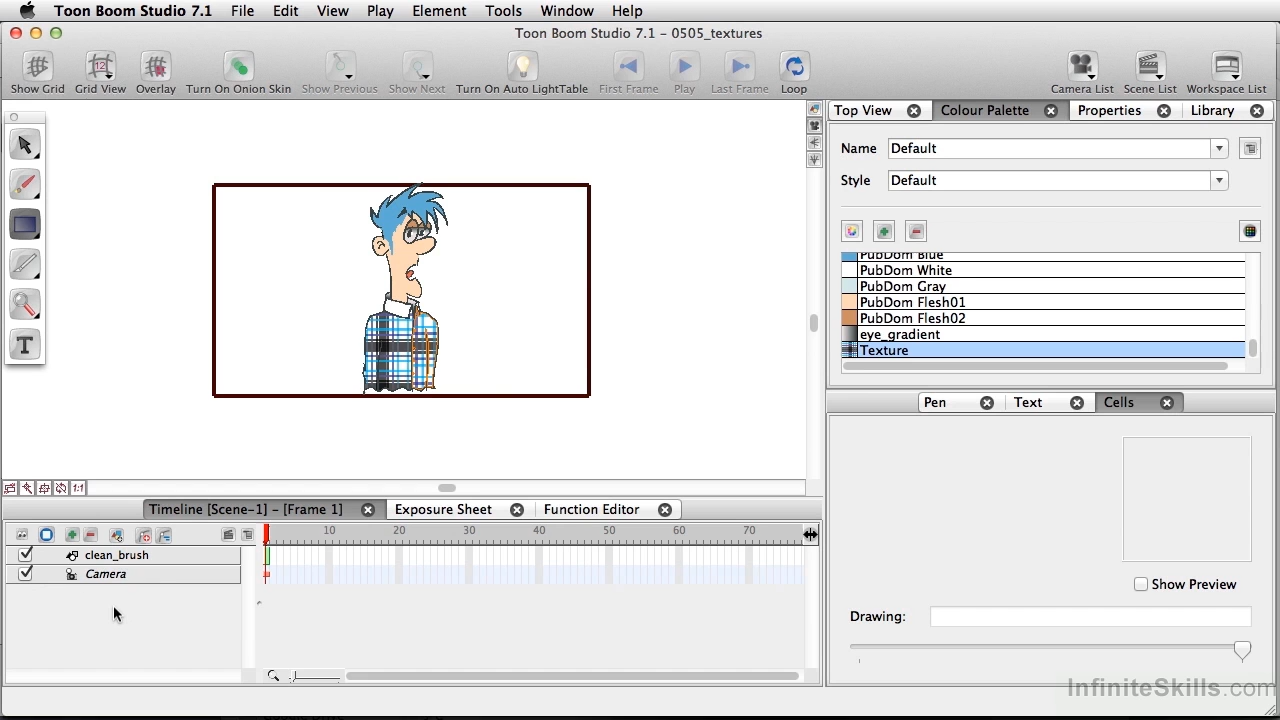 Toon Boom Studio 7.1 File Edit View Play Element Tools Window Help
Toon Boom Studio 7.1 - 0505_textures
12
Show Grid Grid View Overlay Turn On Onion Skin Show Previous Show Next Turn On Auto LightTable First Frame Play Last Frame Loop Camera List Scene List Workspace List
Top View Colour Palette Properties Library
Name Default
Style Default
PubDom Blue
PubDom White
PubDom Gray
PubDom Flesh01
PubDom Flesh02
eye_gradient
Texture
T
Pen Text Cells
Show Preview
Drawing:
1:1
Timeline [Scene-1] - [Frame 1] Exposure Sheet Function Editor
10 20 30 40 50 60 70
clean_brush
Camera
InfiniteSkills.com